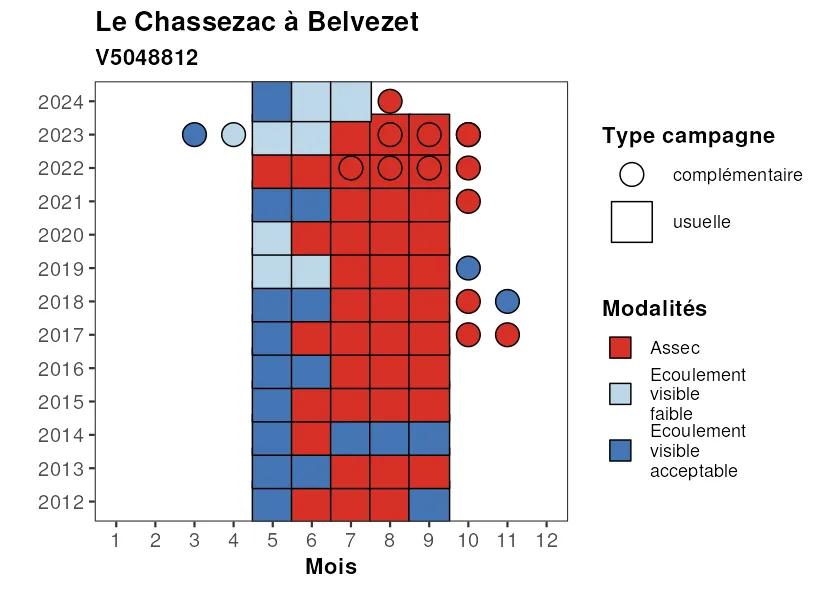 Le Chassezac à Belvezet
V5048812
2024
2023
2022
2021
2020
2019
2018
2017
2016
2015
2014
2013
2012
1 2 3 4 5 6 7 8 9 10 11 12
Mois
Type campagne
complémentaire
usuelle
Modalités
Assec
Ecoulement
visible
faible
Ecoulement
visible
acceptable